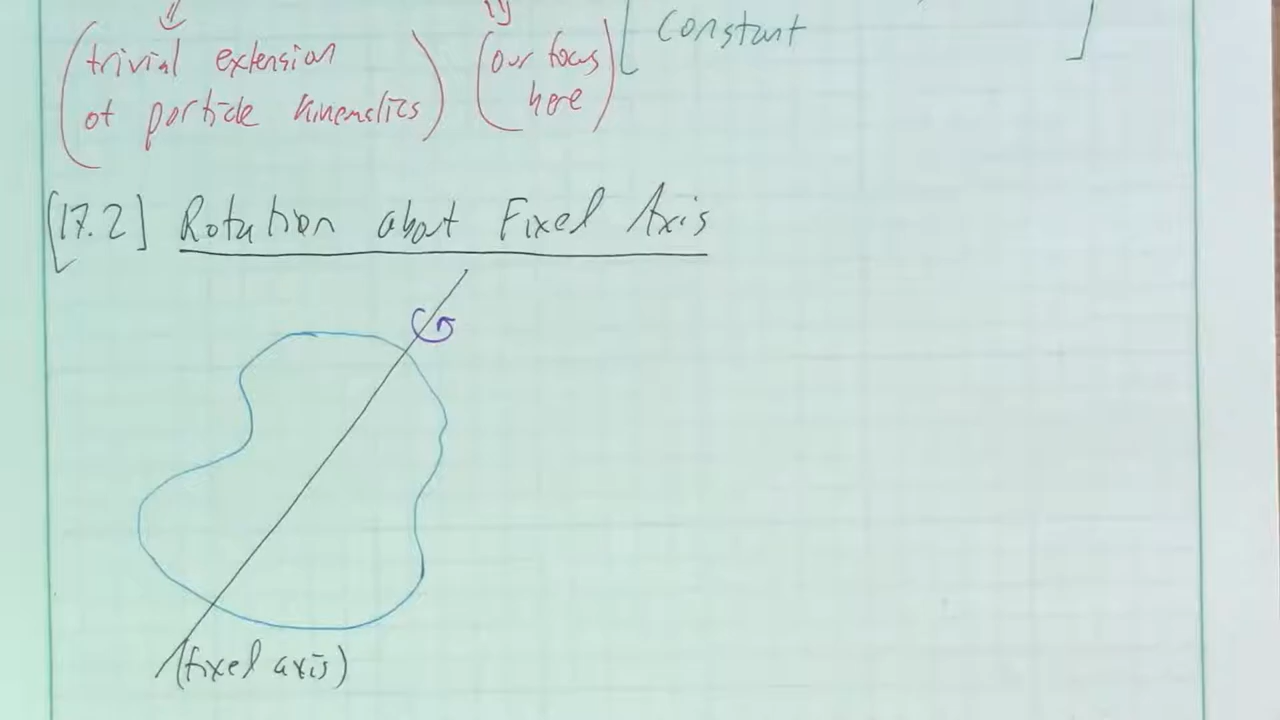 (trivial extension of particle kinematics)
(our focus here)
[constant]
[17.2] Rotation about Fixed Axis
(fixed axis)